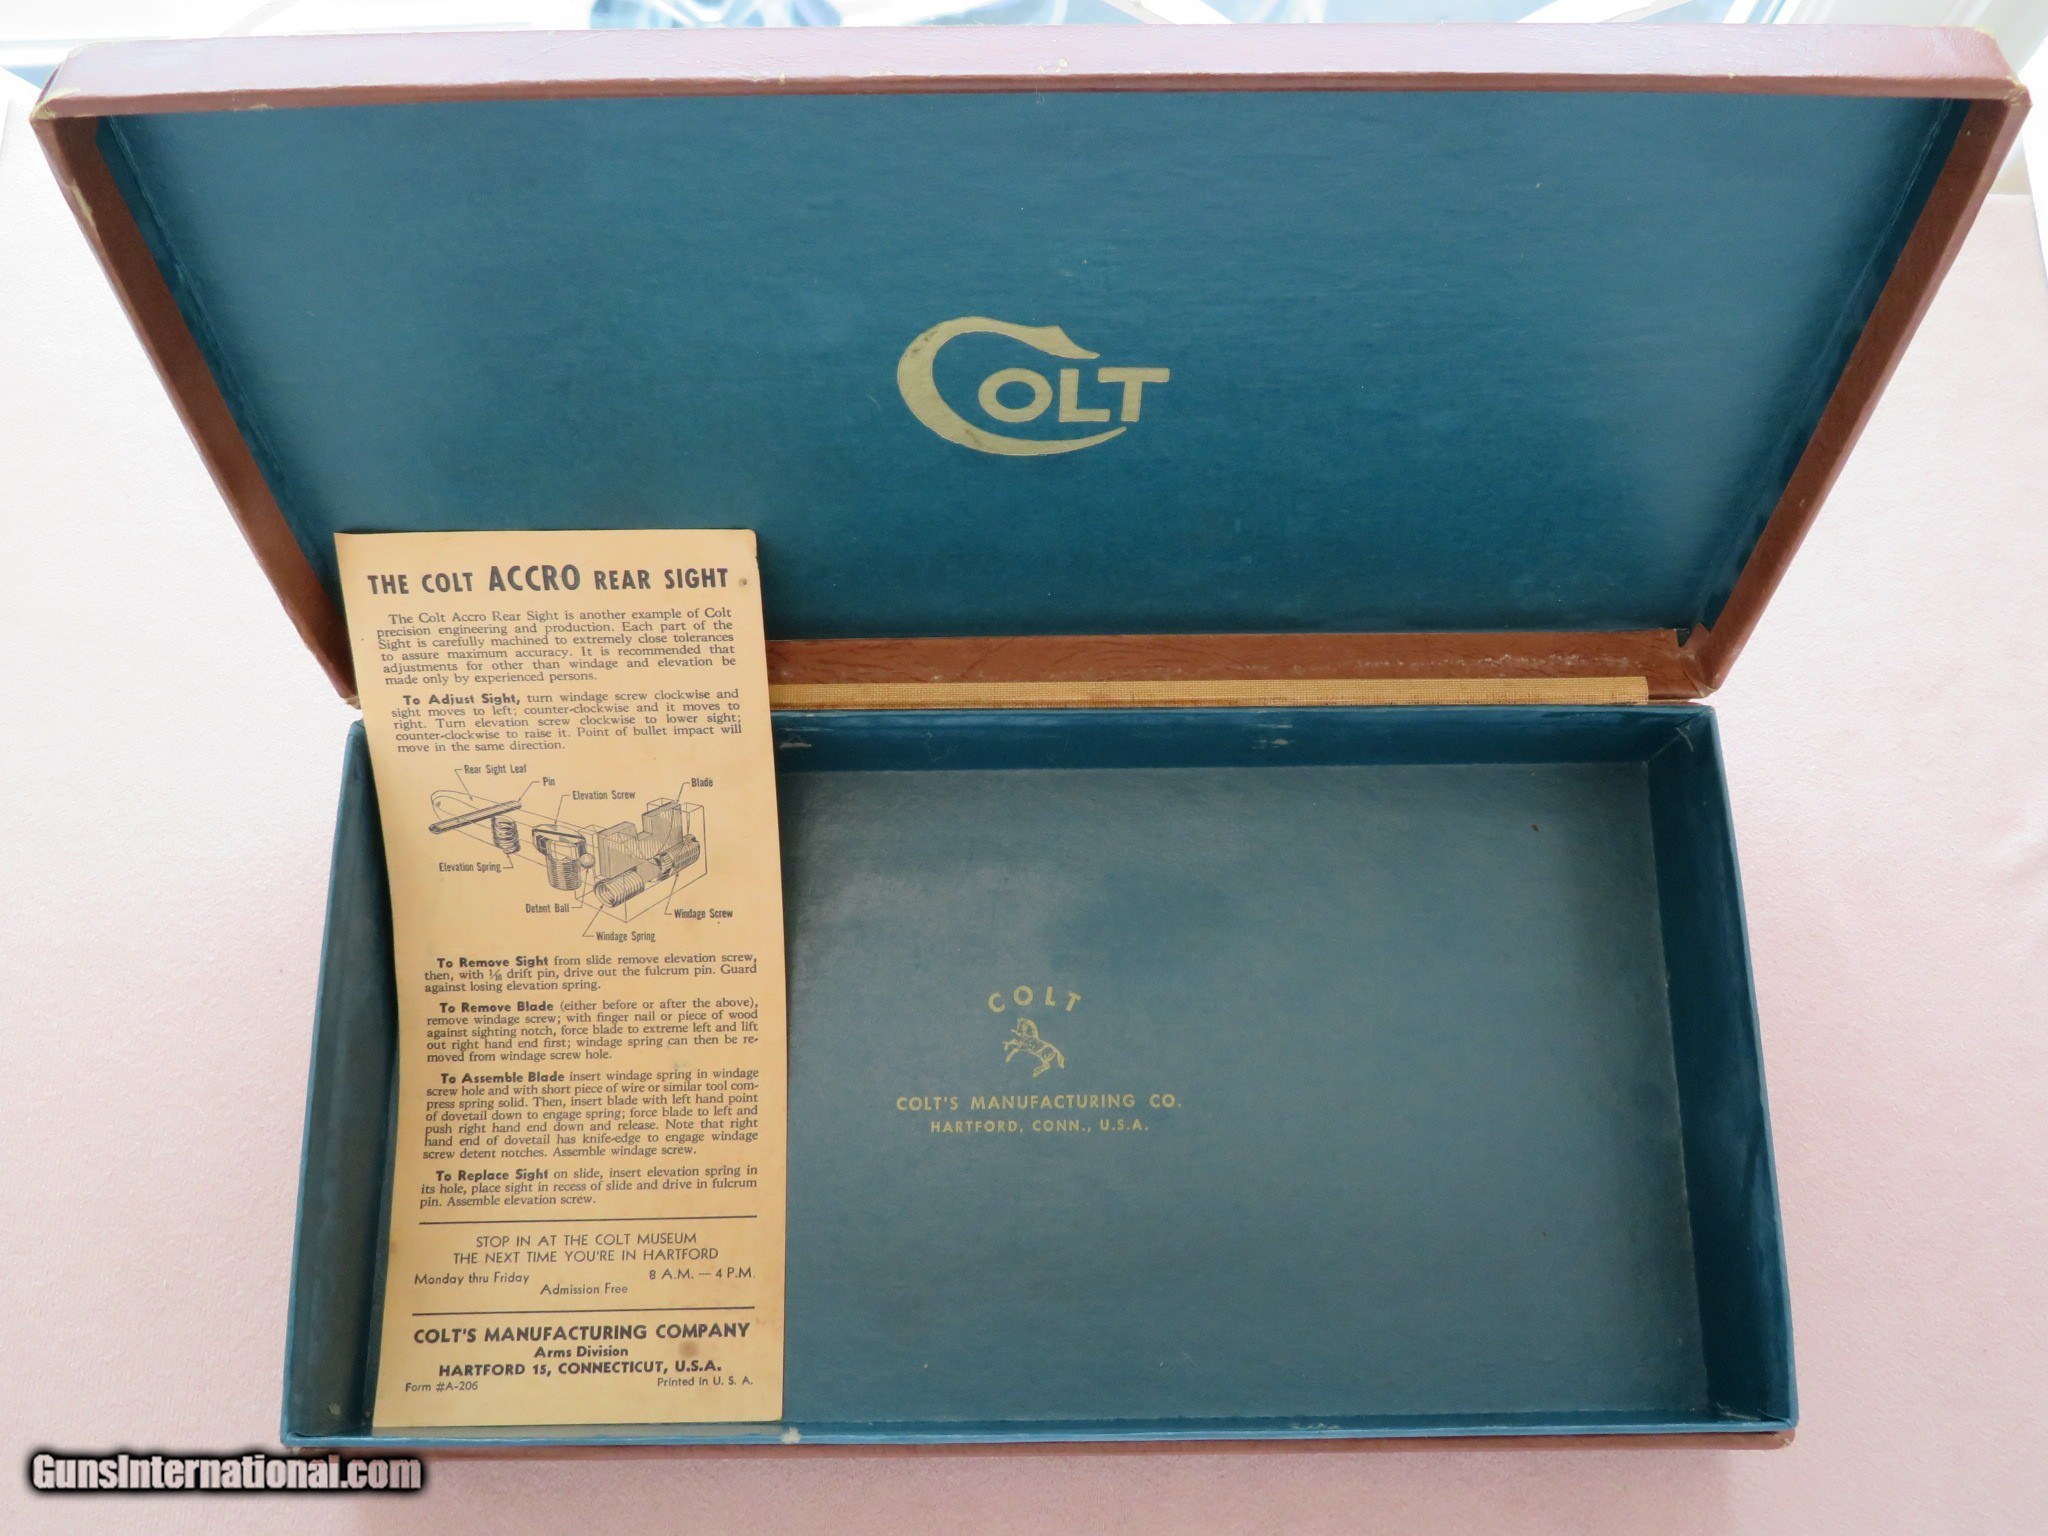 COLT
THE COLT ACCRO REAR SIGHT
The Colt Accro Rear Sight is another example of Colt
precision engineering and production. Each part of the
Sight is carefully machined to extremely close tolerances
to assure maximum accuracy. It is recommended that
adjustments for other than windage and elevation be
made only by experienced persons.
To Adjust Sight, turn windage screw clockwise and
sight moves to left; counter-clockwise and it moves to
right. Turn elevation screw clockwise to lower sight;
counter-clockwise to raise it. Point of bullet impact will
move in the same direction.
Rear Sight Leaf
Pin
Elevation Screw
Blade
Elevation Spring
Detent Ball
Windage Screw
Windage Spring
To Remove Sight from slide remove elevation screw,
then, with 1/16 drift pin, drive out the fulcrum pin. Guard
against losing elevation spring.
To Remove Blade (either before or after the above),
remove windage screw; with finger nail or piece of wood
against sighting notch, force blade to extreme left and lift
out right hand end first; windage spring can then be re-
moved from windage screw hole.
To Assemble Blade insert windage spring in windage
screw hole and with short piece of wire or similar tool com-
press spring solid. Then, insert blade with left hand point
of dovetail down to engage spring; force blade to left and
push right hand end down and release. Note that right
hand end of dovetail has knife-edge to engage windage
screw detent notches. Assemble windage screw.
To Replace Sight on slide, insert elevation spring in
its hole, place sight in recess of slide and drive in fulcrum
pin. Assemble elevation screw.
STOP IN AT THE COLT MUSEUM
THE NEXT TIME YOU'RE IN HARTFORD
Monday thru Friday 8 A.M. — 4 P.M.
Admission Free
COLT'S MANUFACTURING COMPANY
Arms Division
HARTFORD 15, CONNECTICUT, U.S.A.
Form #A-206 Printed in U. S. A.
COLT
COLT'S MANUFACTURING CO.
HARTFORD, CONN., U.S.A.
GunsInternational.com